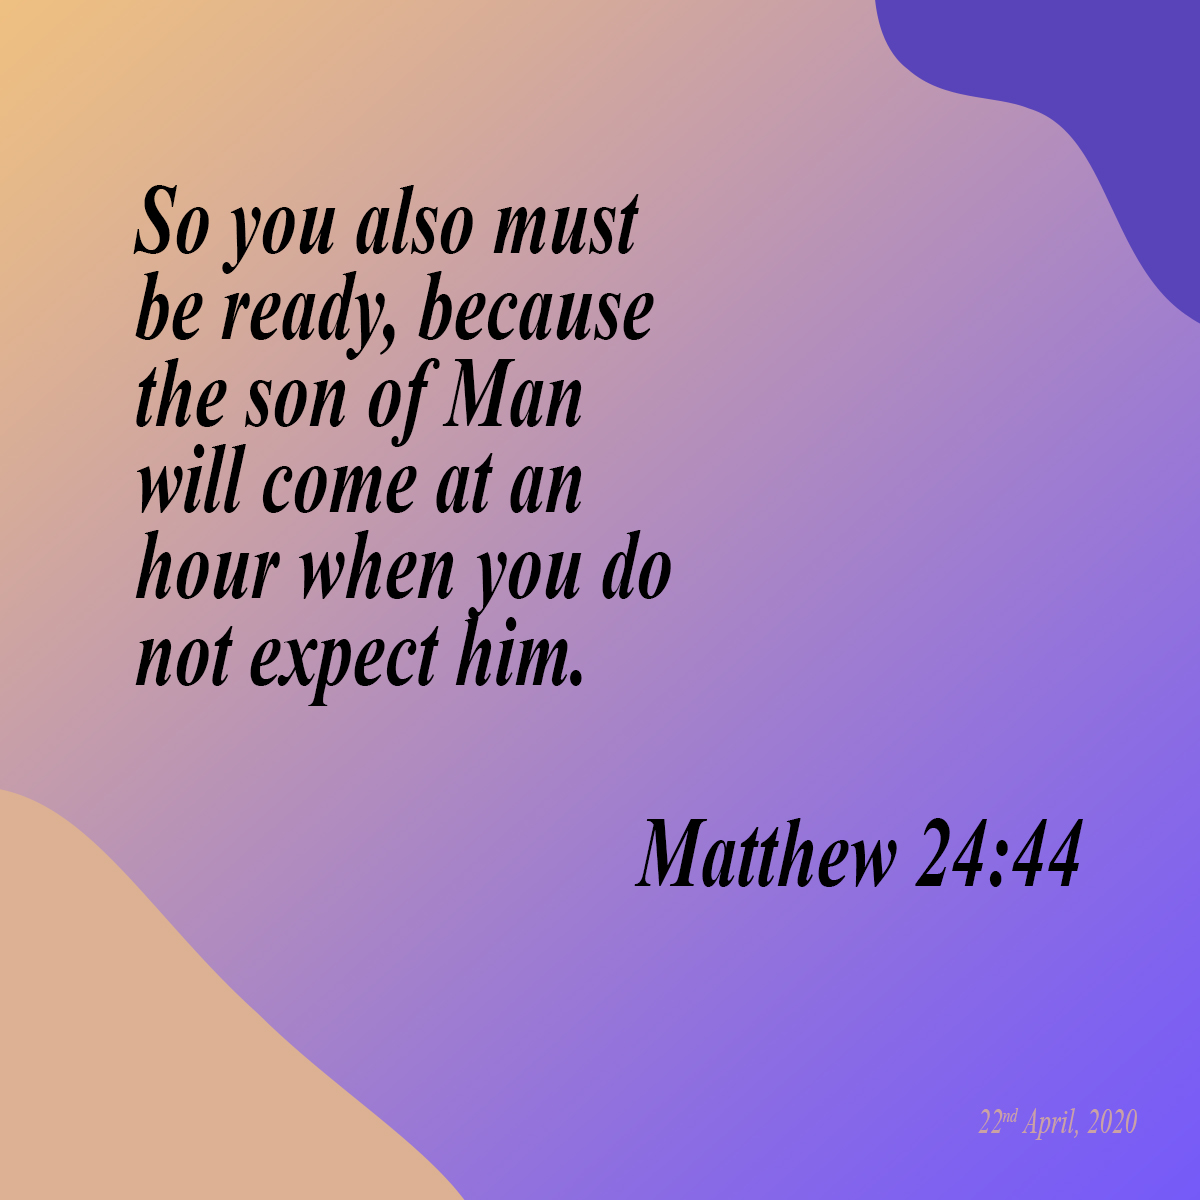 So you also must
be ready, because
the son of Man
will come at an
hour when you do
not expect him.
Matthew 24:44
22nd April, 2020